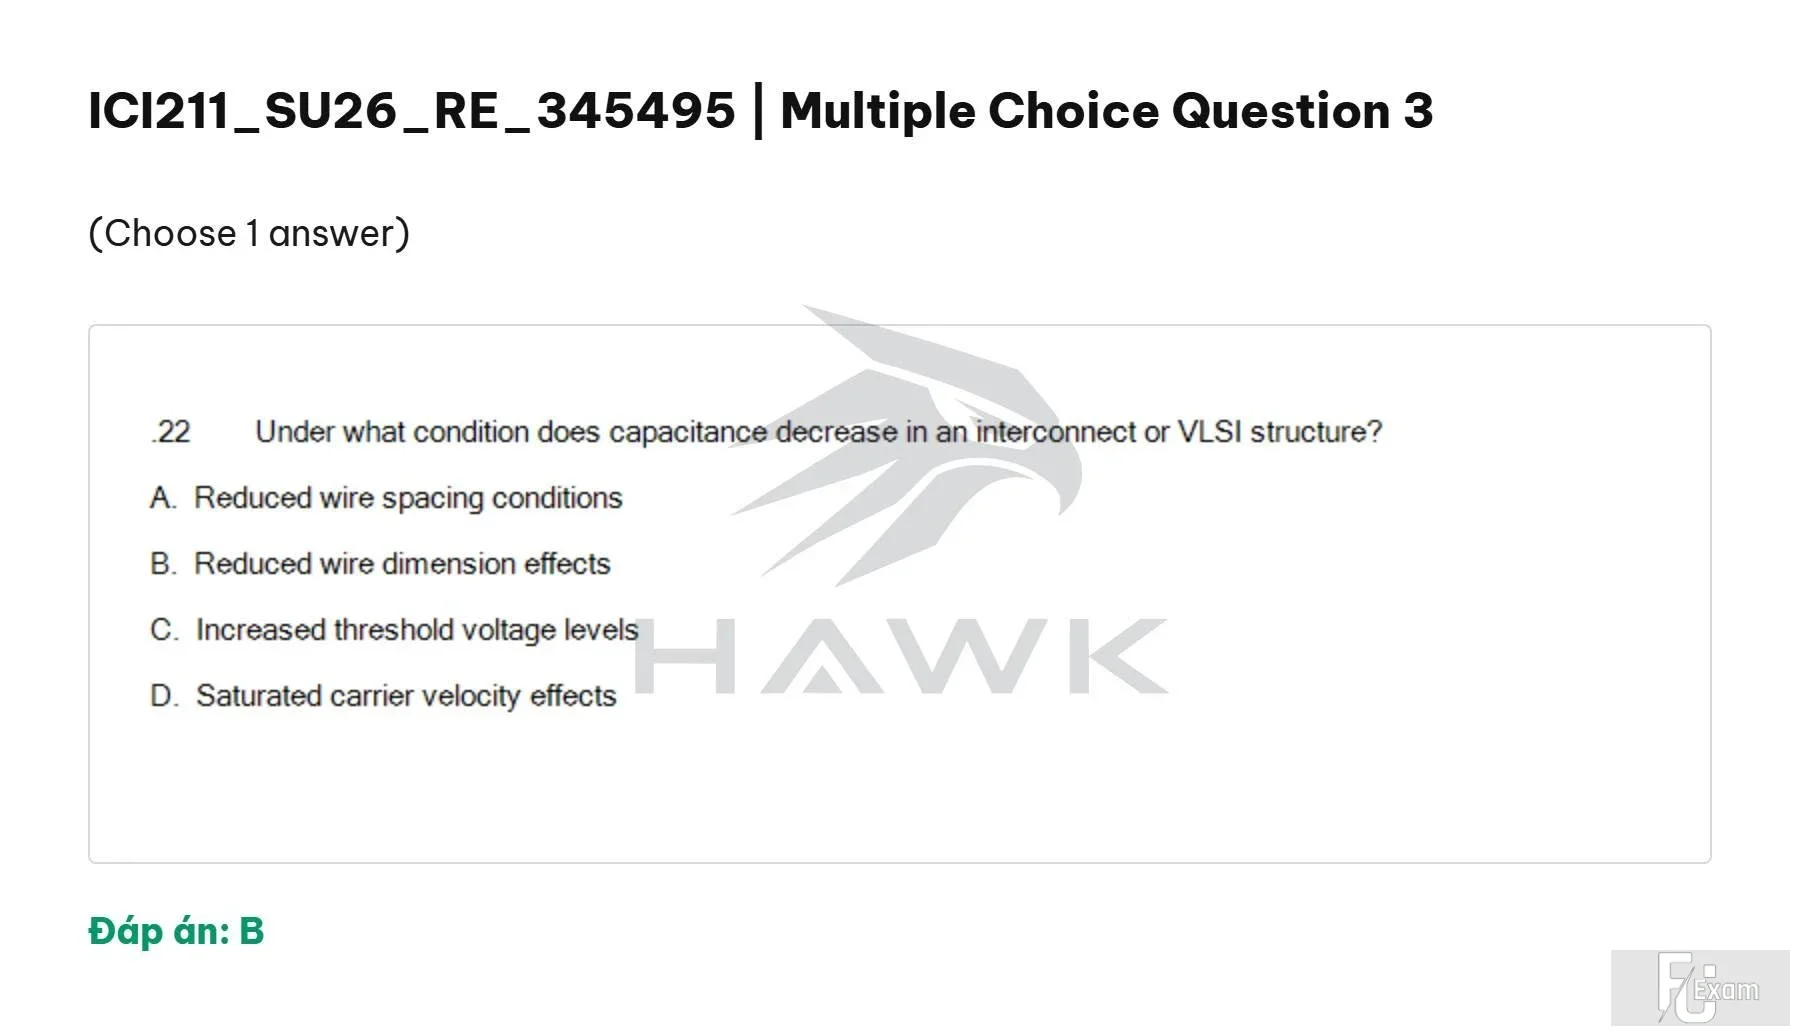 ICI211_SU26_RE_345495 | Multiple Choice Question 3
(Choose 1 answer)
.22 Under what condition does capacitance decrease in an interconnect or VLSI structure?
A. Reduced wire spacing conditions
B. Reduced wire dimension effects
C. Increased threshold voltage levels
D. Saturated carrier velocity effects
HAWK
Đáp án: B
FU Exam